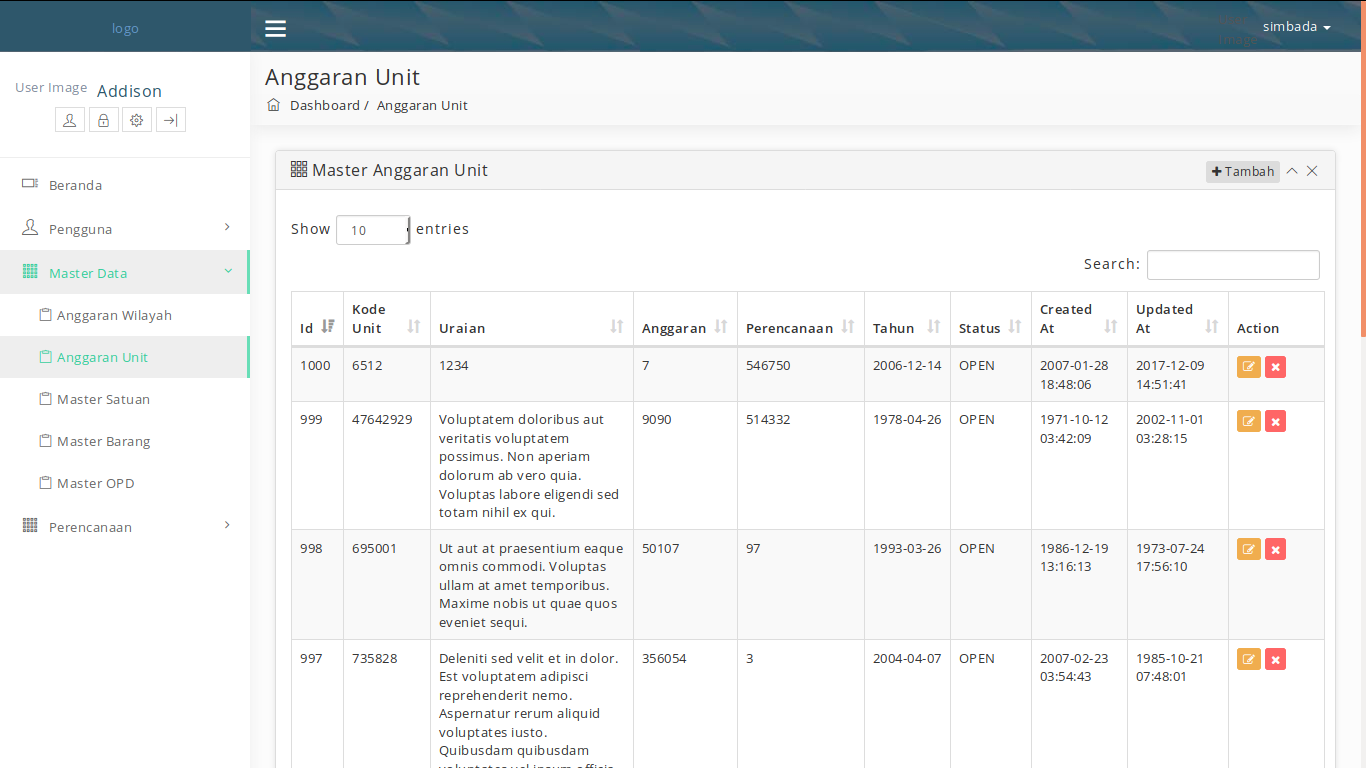 logo
simbada
User Image Addison
Beranda
Pengguna
Master Data
Anggaran Wilayah
Anggaran Unit
Master Satuan
Master Barang
Master OPD
Perencanaan
Anggaran Unit
Dashboard / Anggaran Unit
Master Anggaran Unit
Tambah
Show 10 entries
Search:
Id Kode Unit Uraian Anggaran Perencanaan Tahun Status Created At Updated At Action
1000 6512 1234 7 546750 2006-12-14 OPEN 2007-01-28 2017-12-09
18:48:06 14:51:41
999 47642929 Voluptatem doloribus aut 9090 514332 1978-04-26 OPEN 1971-10-12 2002-11-01
veritatis voluptatem 03:42:09 03:28:15
possimus. Non aperiam
dolorum ab vero quia.
Voluptas labore eligendi sed
totam nihil ex qui.
998 695001 Ut aut at praesentium eaque 50107 97 1993-03-26 OPEN 1986-12-19 1973-07-24
omnis commodi. Voluptas 13:16:13 17:56:10
ullam at amet temporibus.
Maxime nobis ut quae quos
eveniet sequi.
997 735828 Deleniti sed velit et in dolor. 356054 3 2004-04-07 OPEN 2007-02-23 1985-10-21
Est voluptatem adipisci 03:54:43 07:48:01
reprehenderit nemo.
Aspernatur rerum aliquid
voluptates iusto.
Quibusdam quibusdam